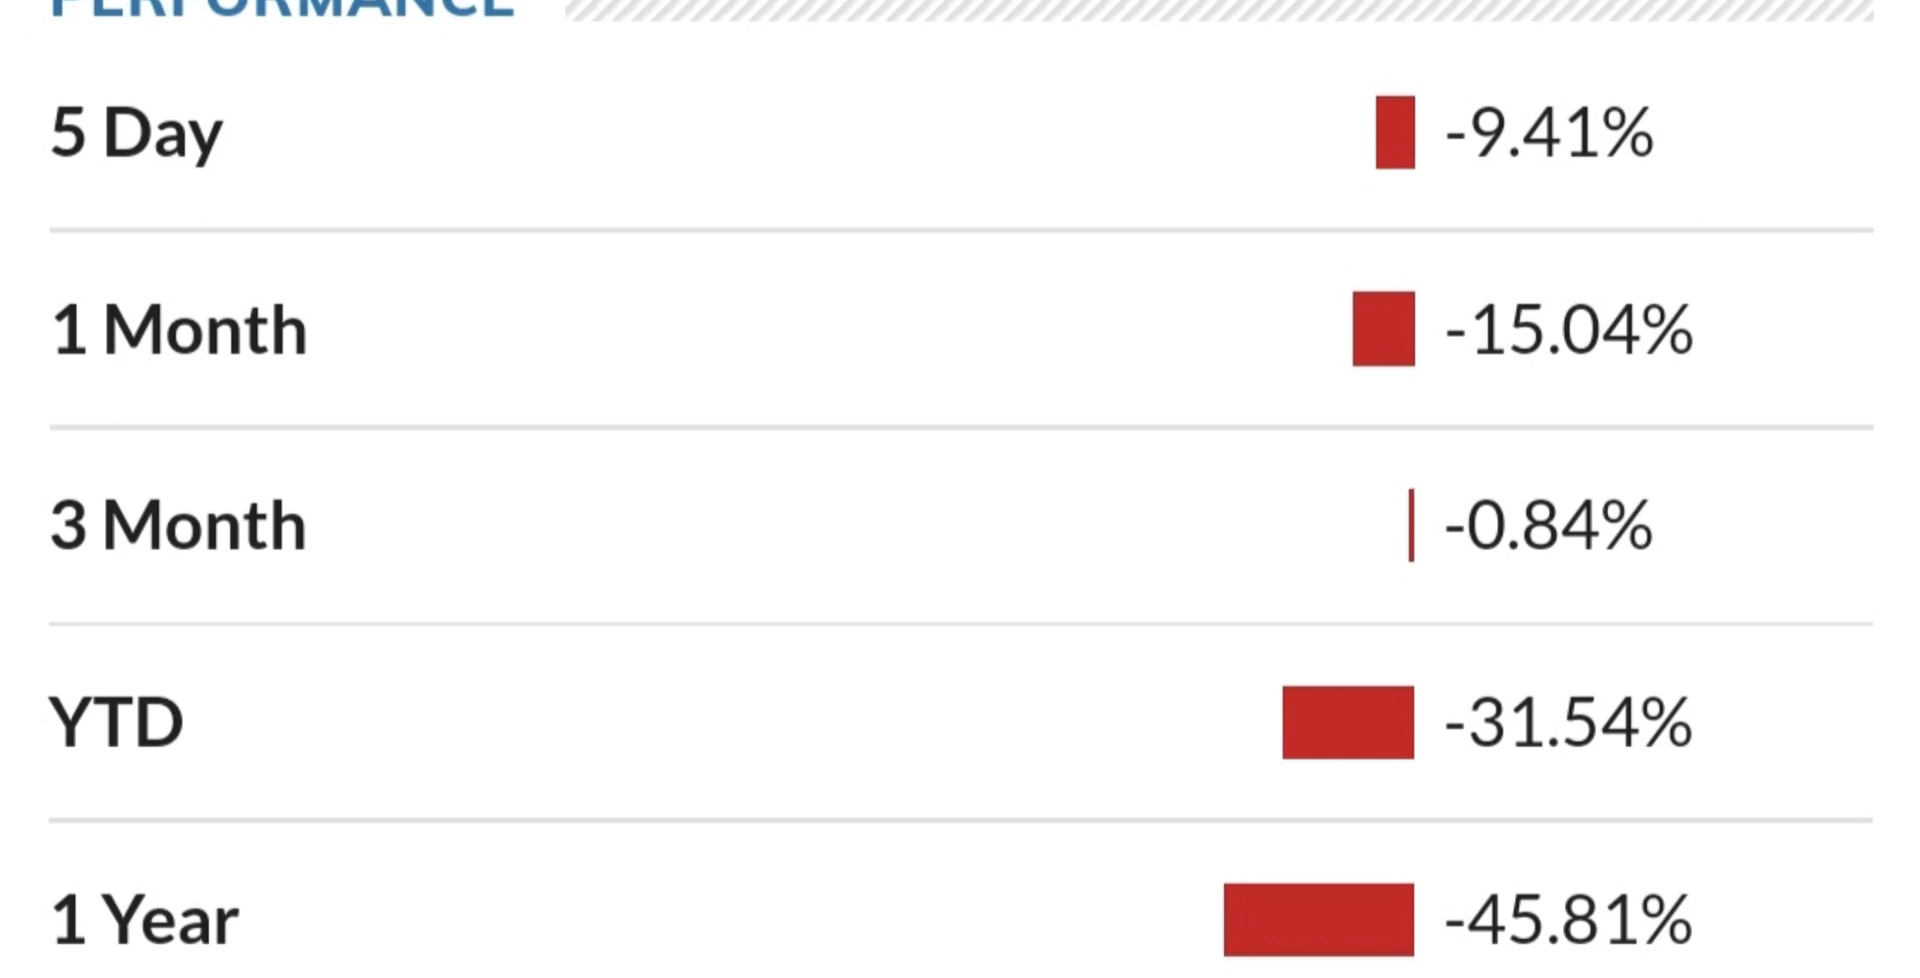 PERFORMANCE
5 Day -9.41%
1 Month -15.04%
3 Month -0.84%
YTD -31.54%
1 Year -45.81%